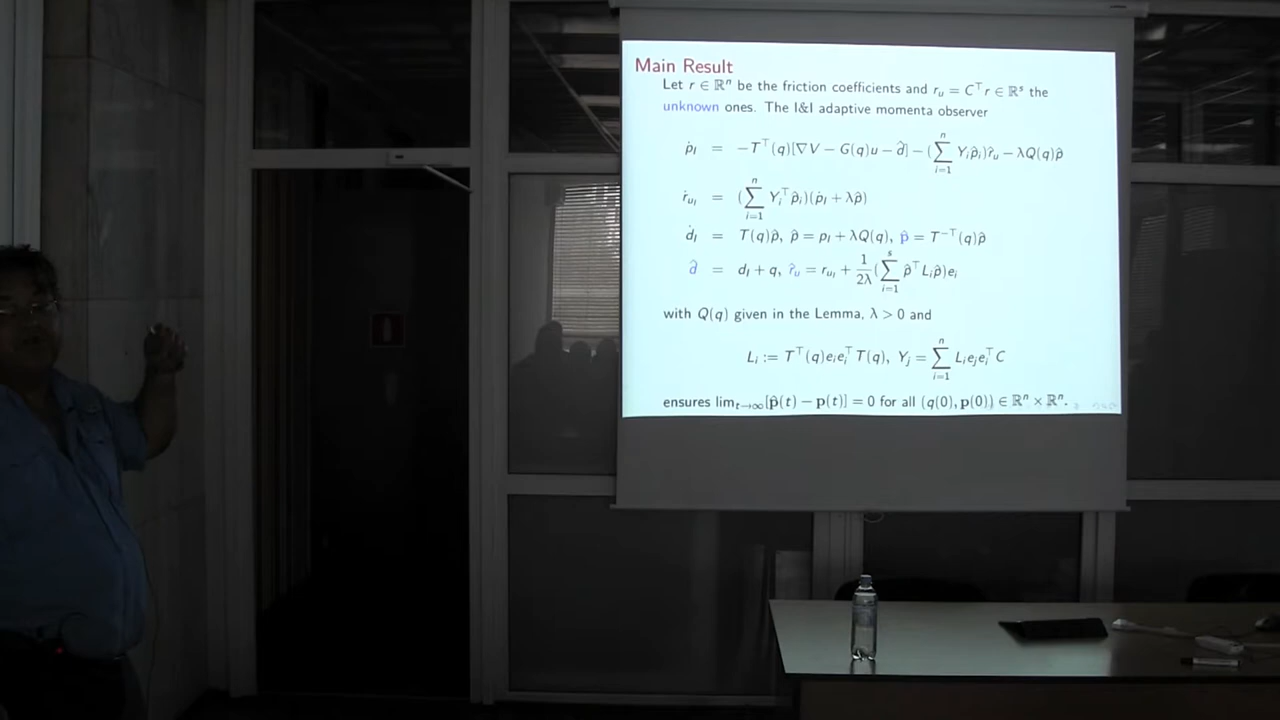 Main Result
Let r ∈ ℝⁿ be the friction coefficients and r_u = C^⊤ r ∈ ℝˢ the
unknown ones. The I&I adaptive momenta observer
ṗ_I = −T^⊤(q)[∇V − G(q)u − d̂] − (∑_{i=1}^{n} Y_i p̂_i) r̂_u − λQ(q)p̂
ṙ_{u_I} = (∑_{i=1}^{n} Y_i^⊤ p̂_i)(ṗ_I + λp̂)
ḋ_I = T(q)p̂, p̂ = p_I + λQ(q), p̂ = T^{−⊤}(q)p̂
d̂ = d_I + q, r̂_u = r_{u_I} + 1/2λ (∑_{i=1}^{s} p̂^⊤ L_i p̂)e_i
with Q(q) given in the Lemma, λ > 0 and
L_i := T^⊤(q)e_i e_i^⊤ T(q), Y_j = ∑_{i=1}^{n} L_i e_j e_i^⊤ C
ensures lim_{t→∞}[p̂(t) − p(t)] = 0 for all (q(0), p(0)) ∈ ℝⁿ × ℝⁿ.